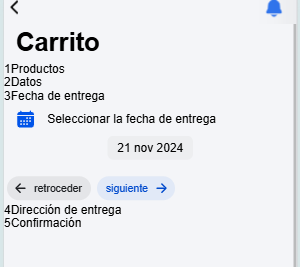 Carrito
1Productos
2Datos
3Fecha de entrega
Seleccionar la fecha de entrega
21 nov 2024
retroceder siguiente
4Dirección de entrega
5Confirmación